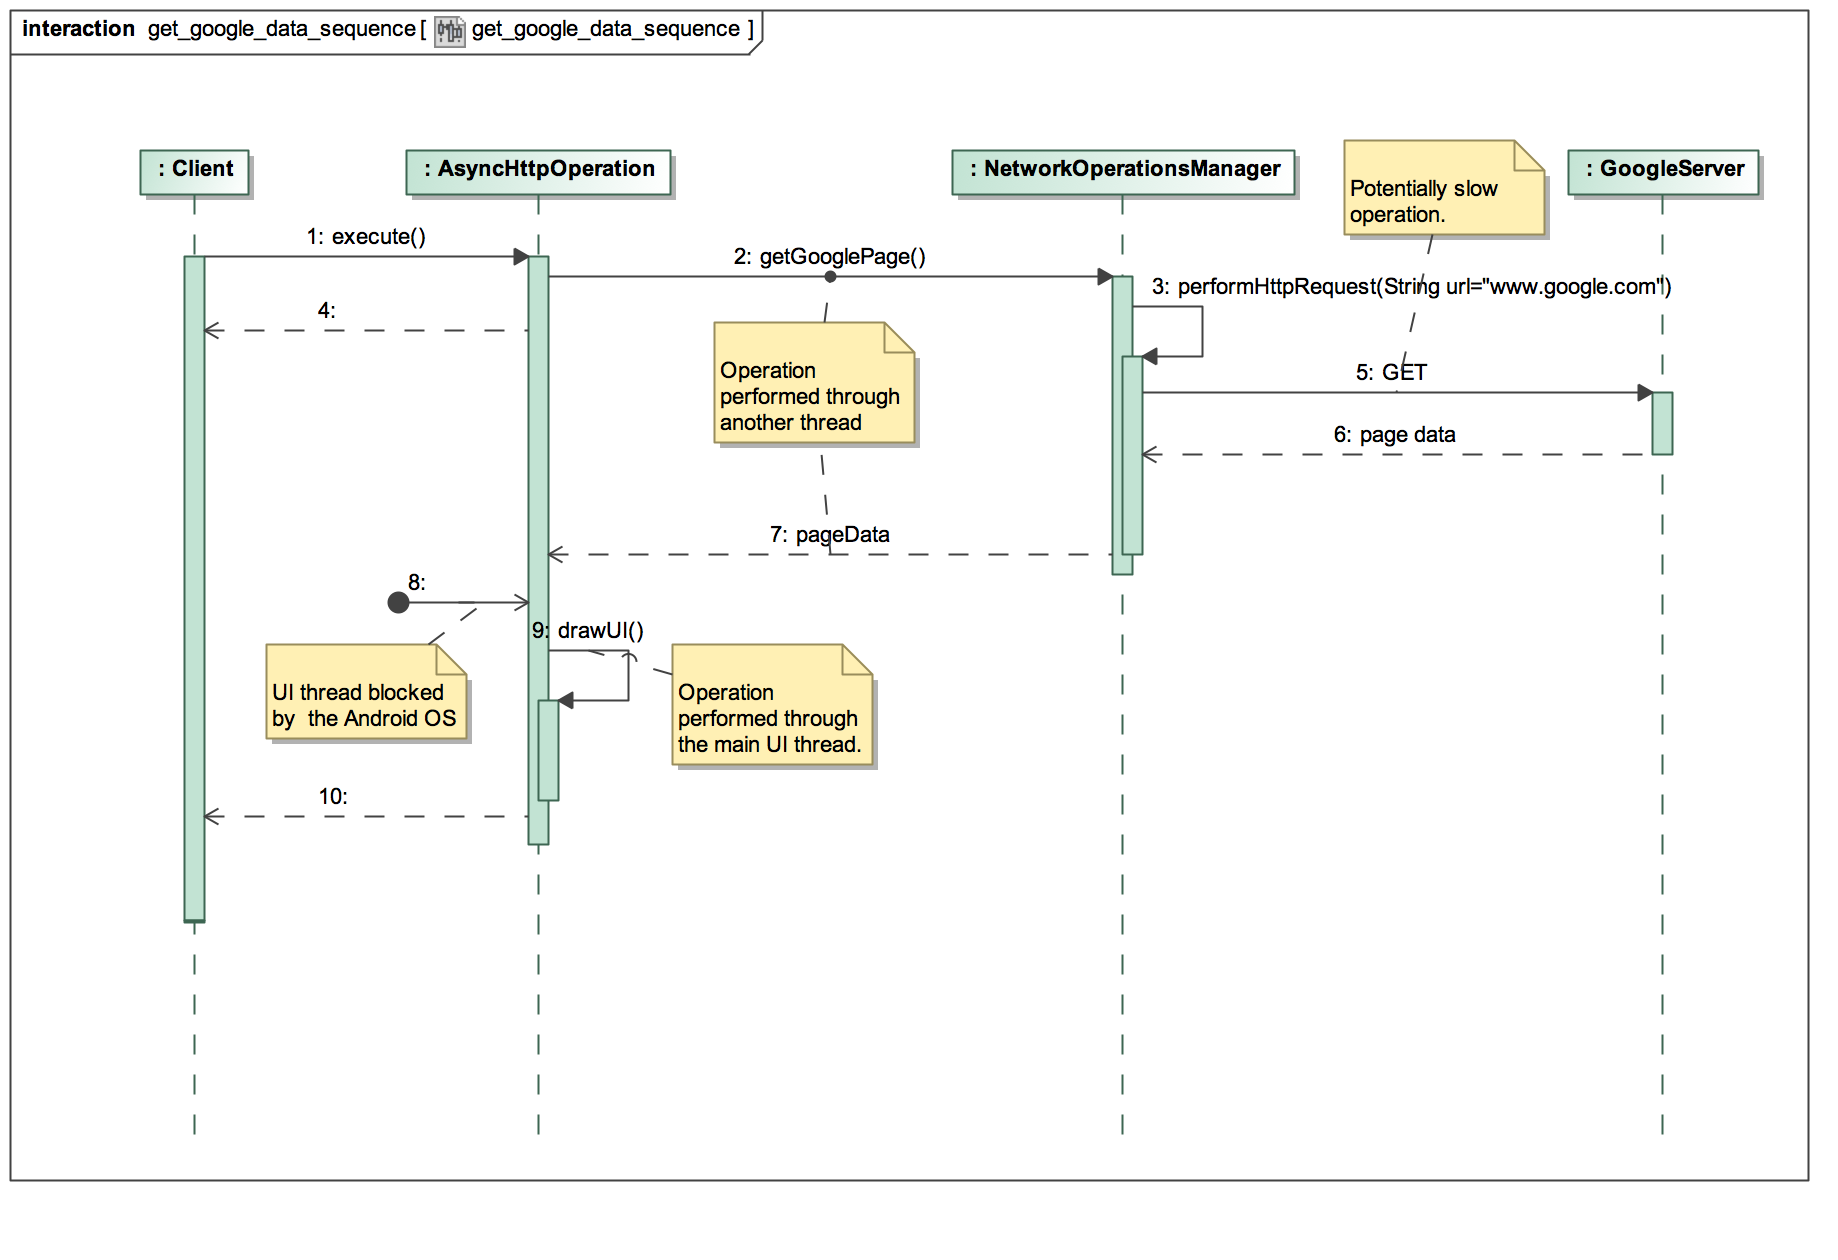 interaction get_google_data_sequence [ get_google_data_sequence ]
: Client
: AsyncHttpOperation
: NetworkOperationsManager
: GoogleServer
Potentially slow
operation.
1: execute()
2: getGooglePage()
3: performHttpRequest(String url="www.google.com")
4:
Operation
performed through
another thread
5: GET
6: page data
7: pageData
8:
9: drawUI()
UI thread blocked
by  the Android OS
Operation
performed through
the main UI thread.
10: